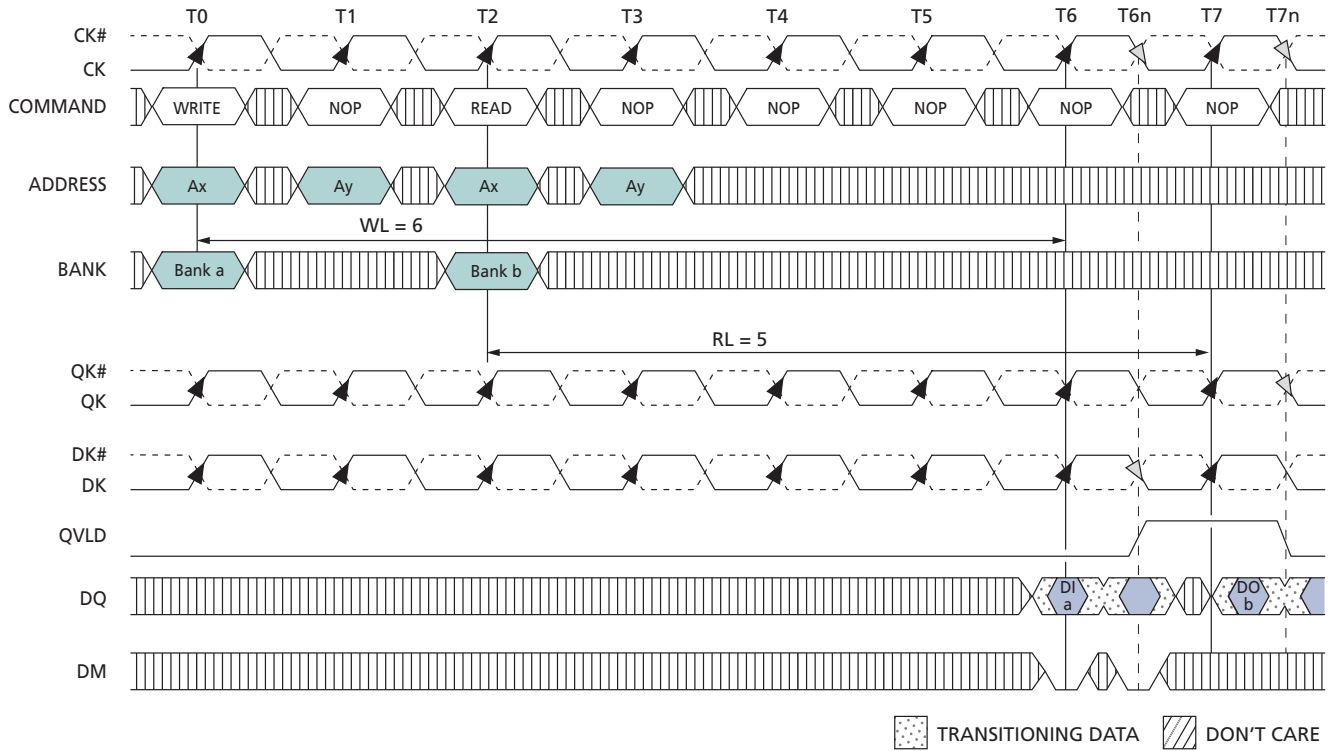 T0 T1 T2 T3 T4 T5 T6 T6n T7 T7n
CK#
CK
COMMAND WRITE NOP READ NOP NOP NOP NOP NOP
ADDRESS Ax Ay Ax Ay
WL = 6
BANK Bank a Bank b
RL = 5
QK#
QK
DK#
DK
QVLD
DQ DI a DO b
DM
TRANSITIONING DATA DON'T CARE